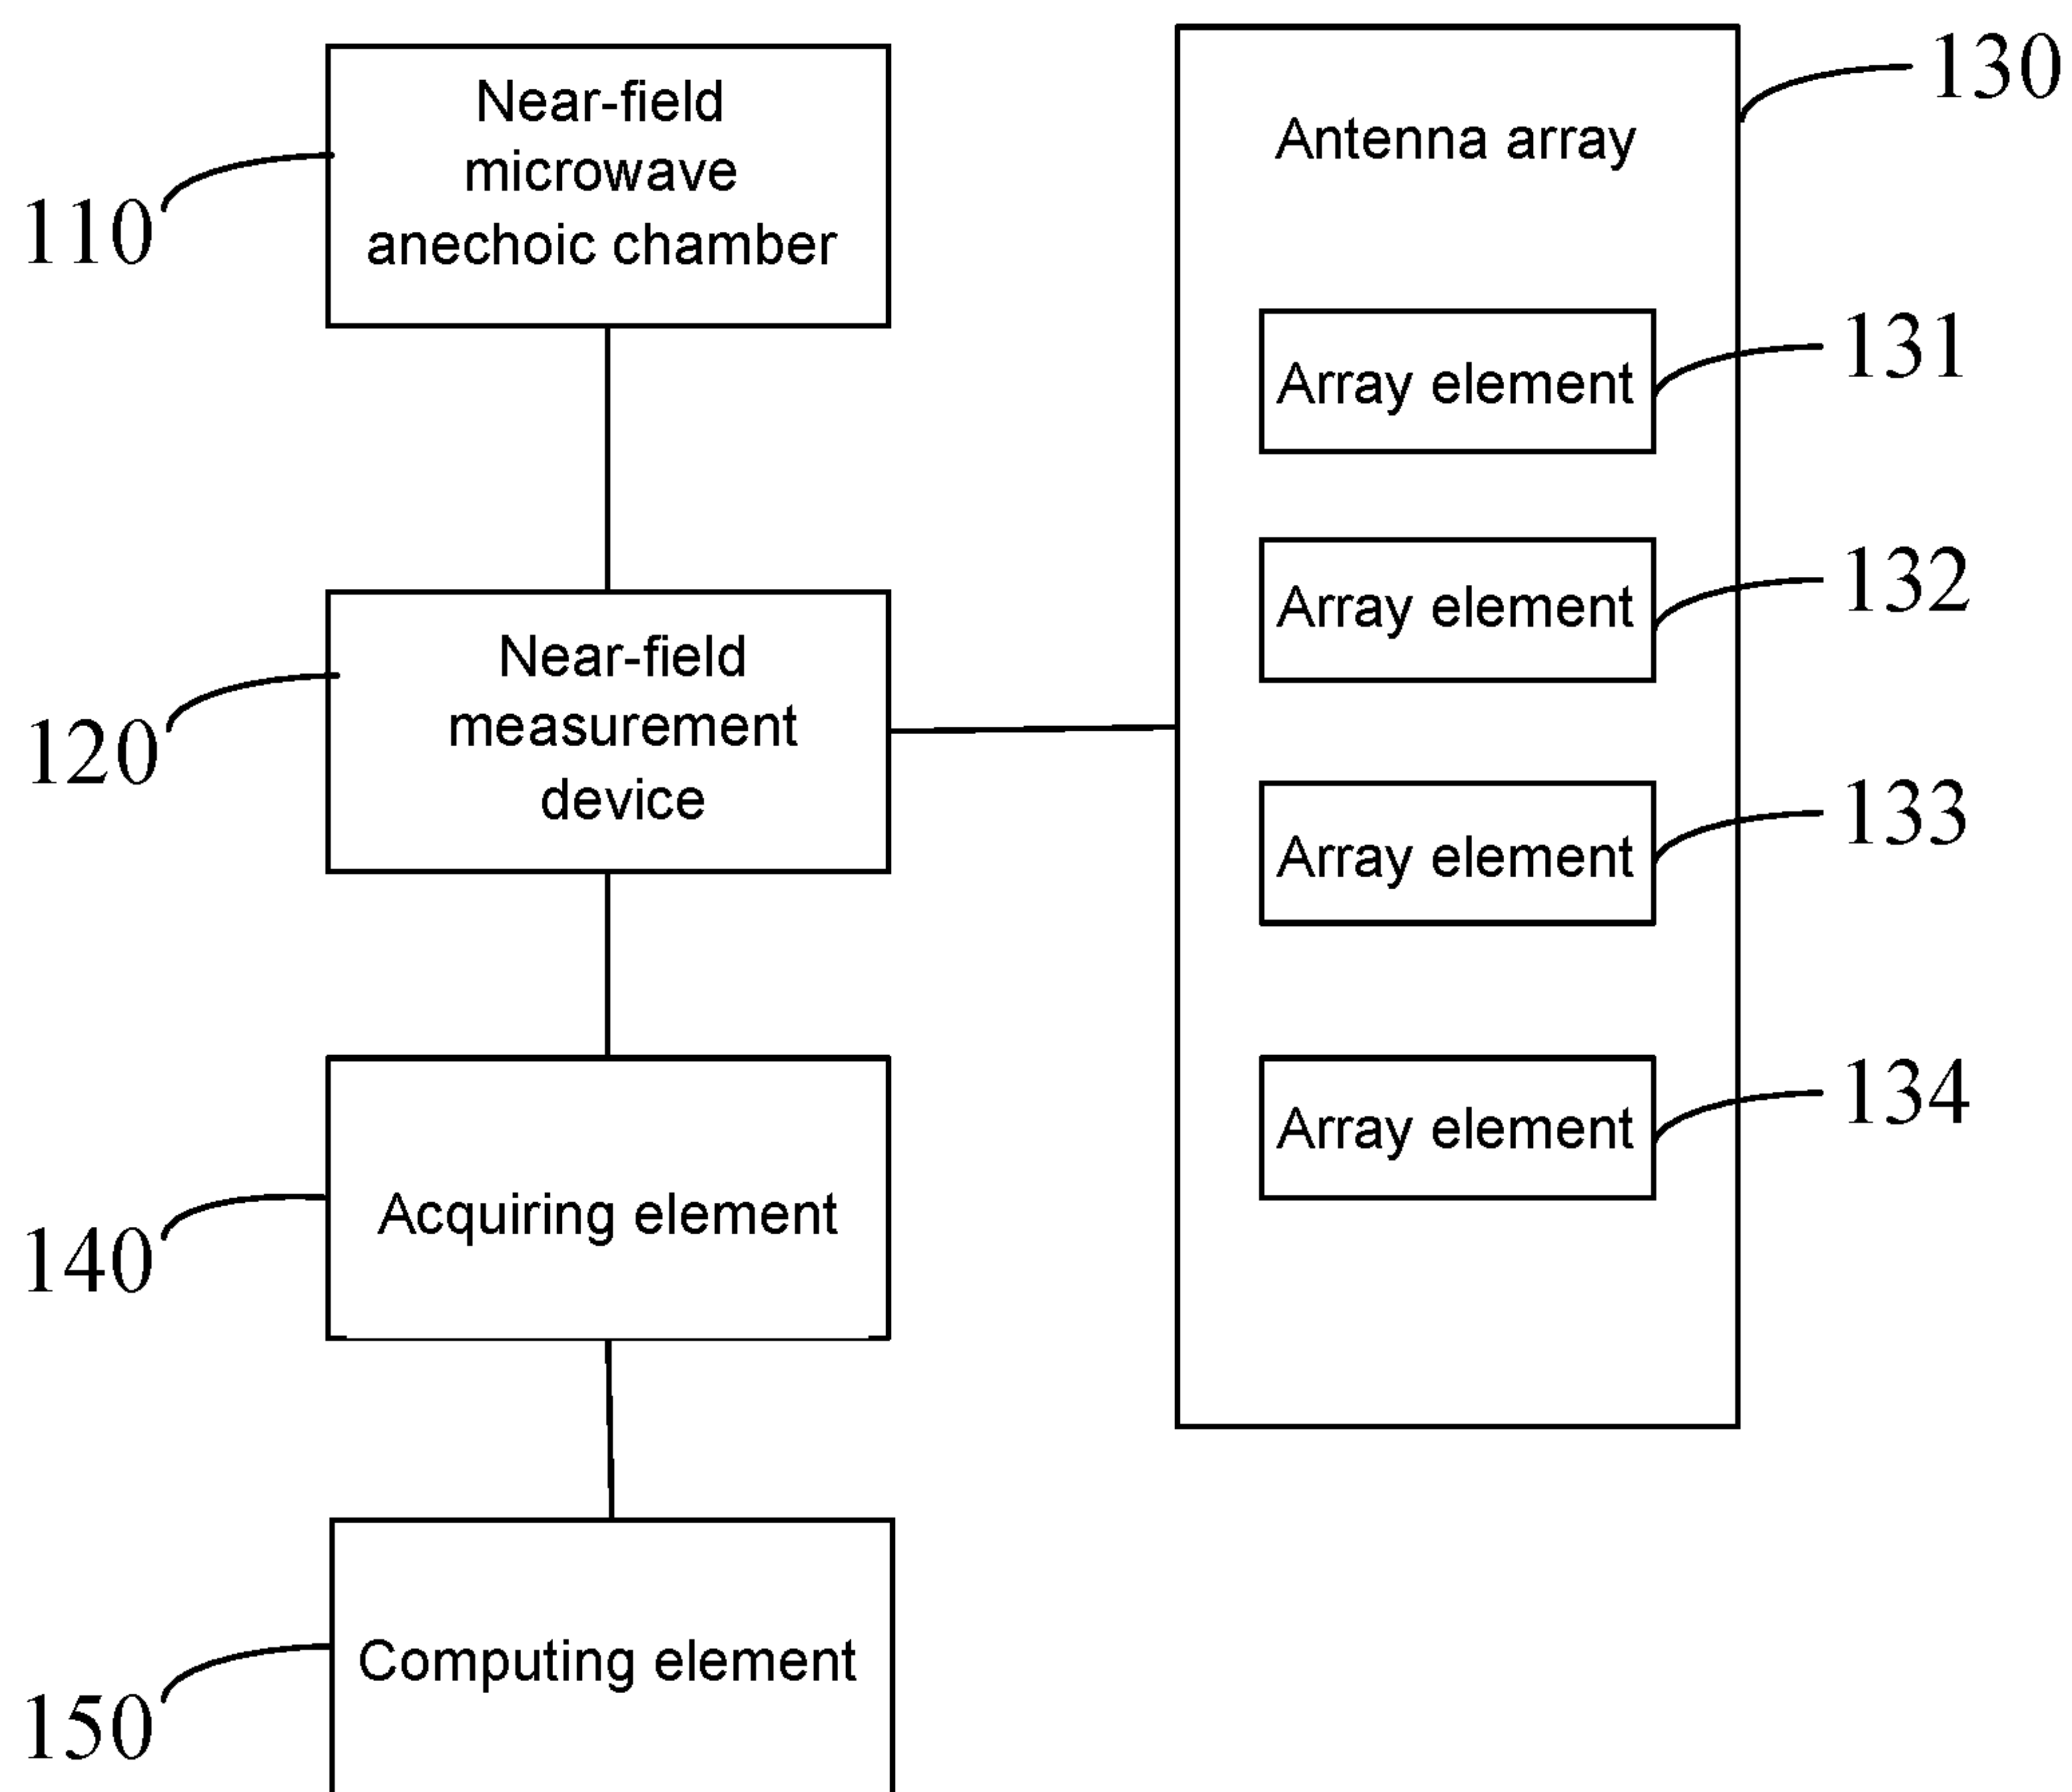 Near-field
microwave
anechoic chamber
110
Near-field
measurement
device
120
Acquiring element
140
Computing element
150
Antenna array
130
Array element
131
Array element
132
Array element
133
Array element
134